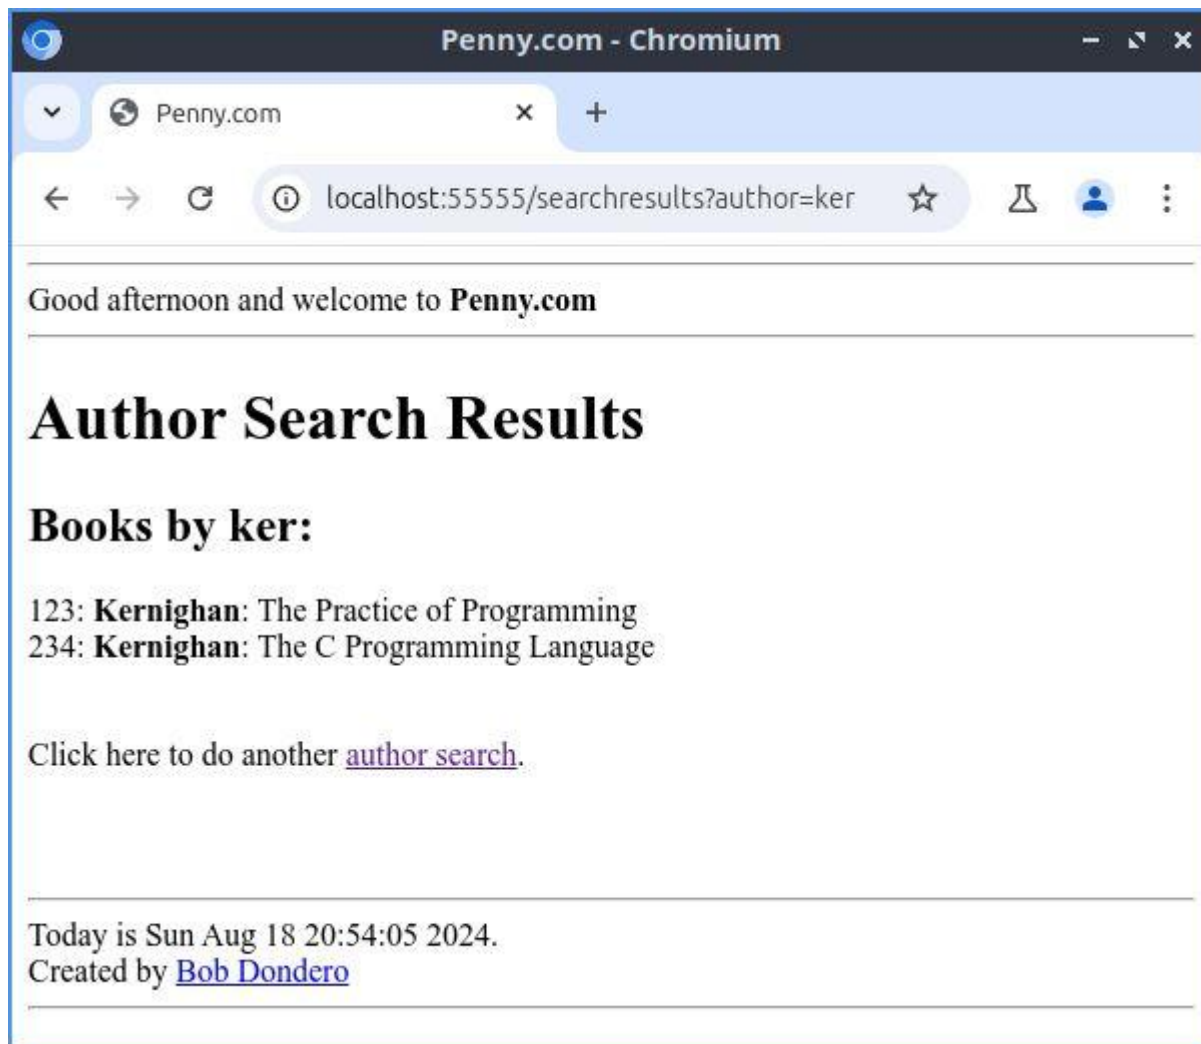 Penny.com - Chromium
Penny.com
localhost:55555/searchresults?author=ker
Good afternoon and welcome to Penny.com
Author Search Results
Books by ker:
123: Kernighan: The Practice of Programming
234: Kernighan: The C Programming Language
Click here to do another author search.
Today is Sun Aug 18 20:54:05 2024.
Created by Bob Dondero